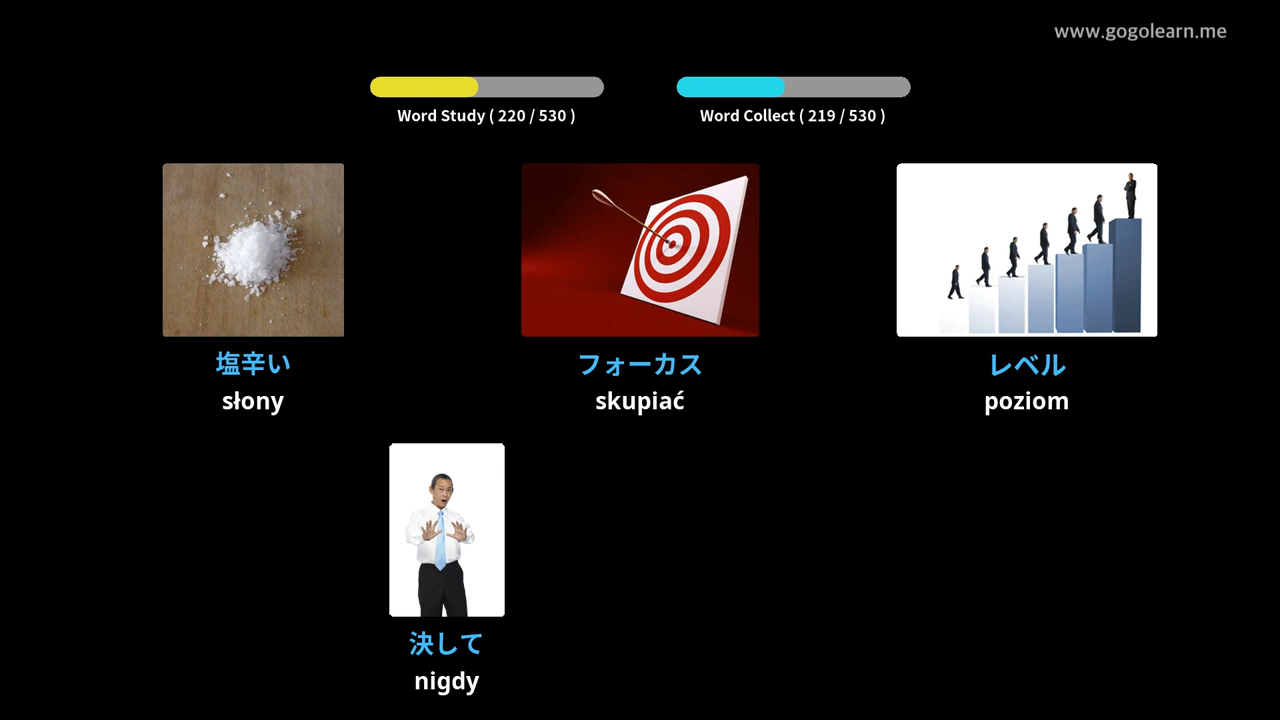 www.gogolearn.me
Word Study ( 220 / 530 )
Word Collect ( 219 / 530 )
塩辛い
słony
フォーカス
skupiać
レベル
poziom
決して
nigdy